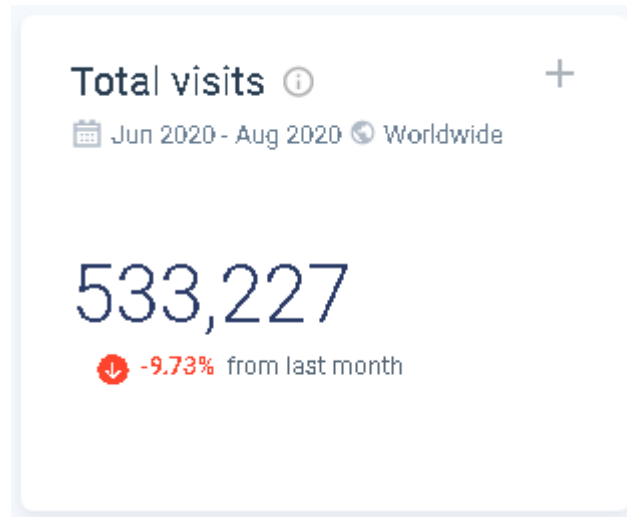 Total visits
Jun 2020 - Aug 2020 Worldwide
533,227
-9.73% from last month